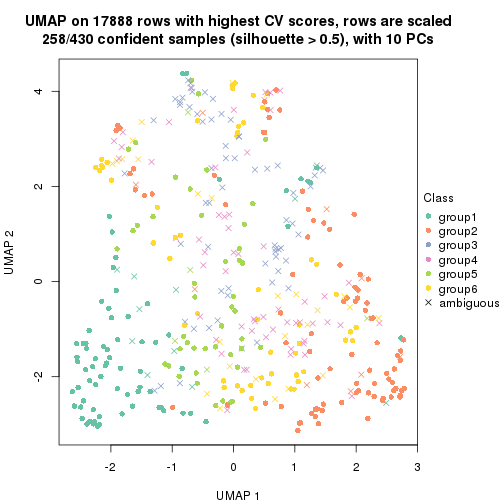 UMAP on 17888 rows with highest CV scores, rows are scaled
258/430 confident samples (silhouette > 0.5), with 10 PCs
4
2
0
-2
UMAP 2
-2
-1
0
1
2
3
UMAP 1
Class
group1
group2
group3
group4
group5
group6
ambiguous